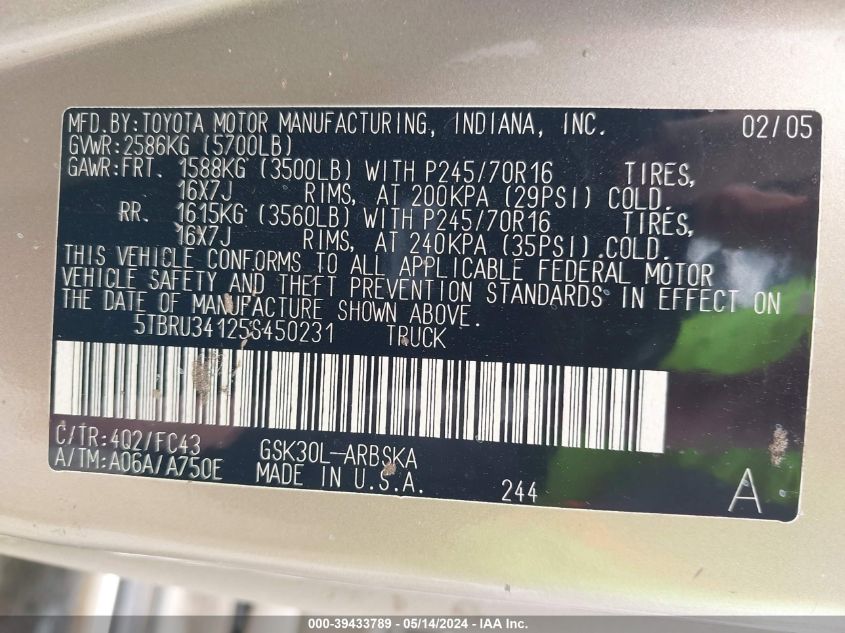 MFD.BY:TOYOTA MOTOR MANUFACTURING, INDIANA, INC. 02/05
GVWR:2586KG (5700LB)
GAWR:FRT. 1588KG (3500LB) WITH P245/70R16 TIRES,
16X7J RIMS, AT 200KPA (29PSI) COLD.
RR. 1615KG (3560LB) WITH P245/70R16 TIRES,
16X7J RIMS, AT 240KPA (35PSI).COLD.
THIS VEHICLE CONFORMS TO ALL APPLICABLE FEDERAL MOTOR
VEHICLE SAFETY AND THEFT PREVENTION STANDARDS IN EFFECT ON
THE DATE OF MANUFACTURE SHOWN ABOVE.
5TBRU34125S450231 TRUCK
C/TR:4Q2/FC43 GSK30L-ARBSKA
A/TM:A06A/A750E MADE IN U.S.A. 244 A
000-39433789 - 05/14/2024 - IAA Inc.